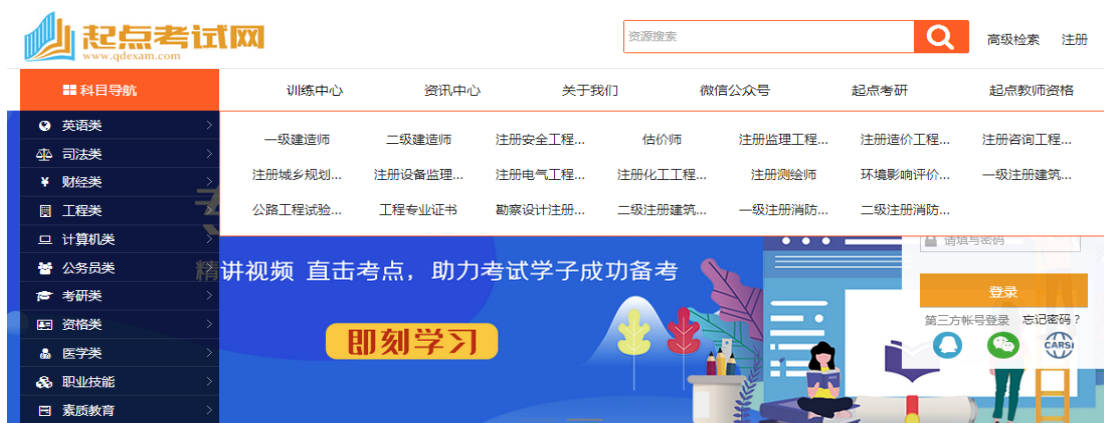 起点考试网
www.qdexam.com
资源搜索
高级检索 注册
科目导航 训练中心 资讯中心 关于我们 微信公众号 起点考研 起点教师资格
英语类
司法类
财经类
工程类
计算机类
公务员类
考研类
资格类
医学类
职业技能
素质教育
一级建造师 二级建造师 注册安全工程... 估价师 注册监理工程... 注册造价工程... 注册咨询工程...
注册城乡规划... 注册设备监理... 注册电气工程... 注册化工工程... 注册测绘师 环境影响评价... 一级注册建筑...
公路工程试验... 工程专业证书 勘察设计注册... 二级注册建筑... 一级注册消防... 二级注册消防...
精讲视频 直击考点，助力考试学子成功备考
即刻学习
请填写密码
登录
第三方帐号登录 忘记密码？
CARSI